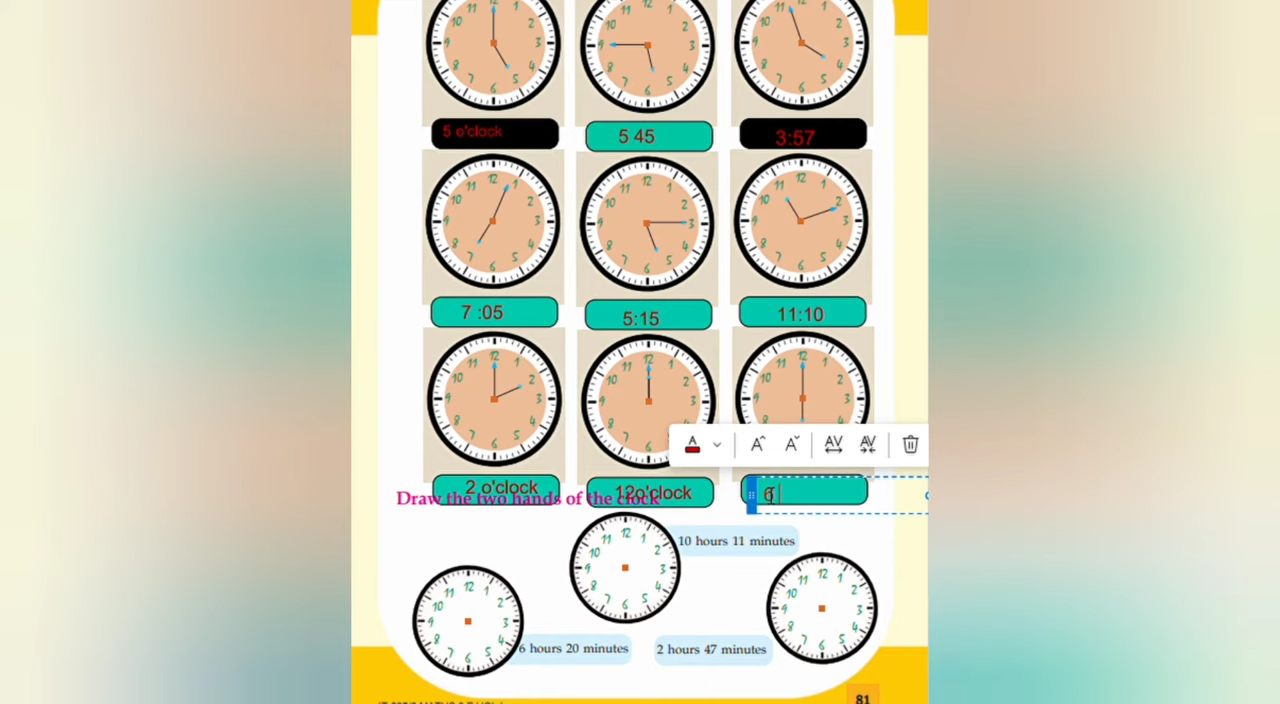 5 o'clock
5 45
3:57
7 :05
5:15
11:10
2 o'clock
12o'clock
6
Draw the two hands of the clock
10 hours 11 minutes
6 hours 20 minutes
2 hours 47 minutes
81